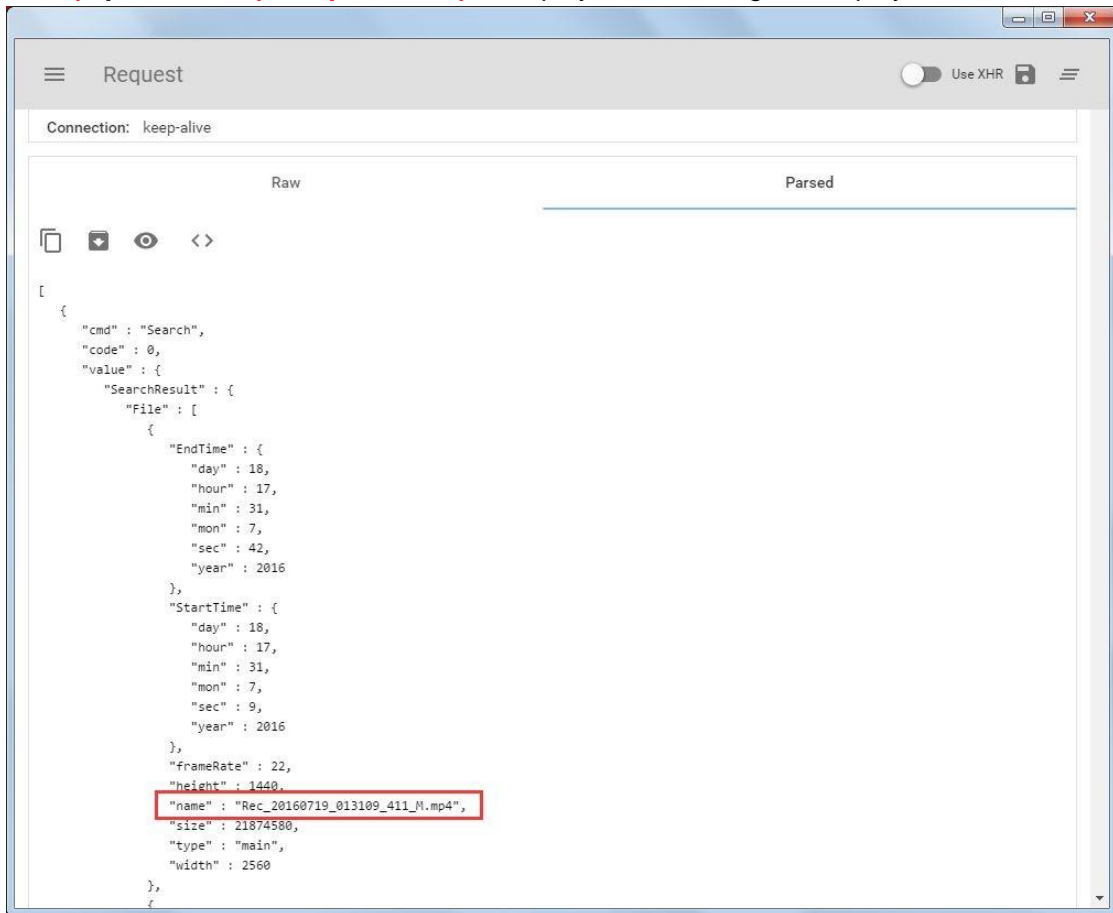 Request
Use XHR
Connection: keep-alive
Raw
Parsed
< >
[
{
"cmd" : "Search",
"code" : 0,
"value" : {
"SearchResult" : {
"File" : [
{
"EndTime" : {
"day" : 18,
"hour" : 17,
"min" : 31,
"mon" : 7,
"sec" : 42,
"year" : 2016
},
"StartTime" : {
"day" : 18,
"hour" : 17,
"min" : 31,
"mon" : 7,
"sec" : 9,
"year" : 2016
},
"frameRate" : 22,
"height" : 1440,
"name" : "Rec_20160719_013109_411_M.mp4",
"size" : 21874580,
"type" : "main",
"width" : 2560
},
{